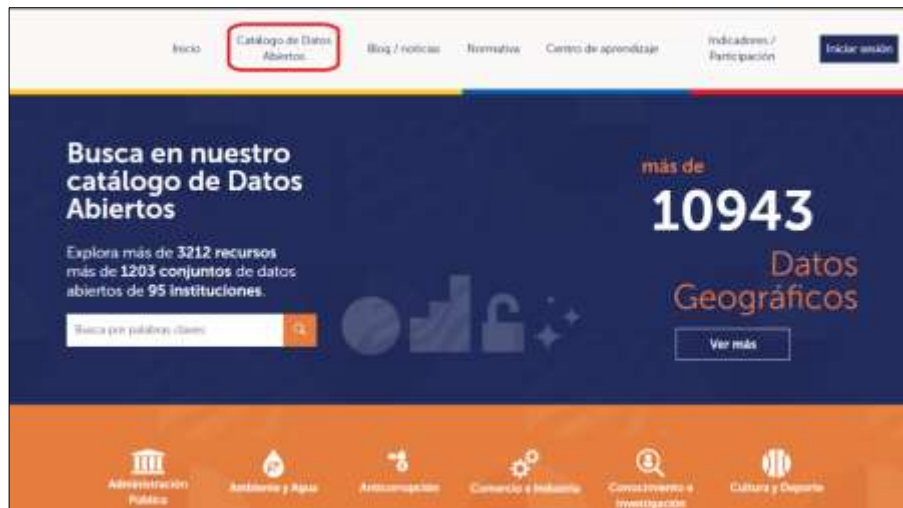 Inicio
Catálogo de Datos
Abiertos
Blog / noticias
Normativa
Centro de aprendizaje
Indicadores /
Participación
Iniciar sesión
Busca en nuestro
catálogo de Datos
Abiertos
Explora más de 3212 recursos
más de 1203 conjuntos de datos
abiertos de 95 instituciones.
Busca por palabras claves
más de
10943
Datos
Geográficos
Ver más
Administración
Pública
Ambiente y Agua
Anticorrupción
Comercio e Industria
Conocimiento e
Investigación
Cultura y Deporte